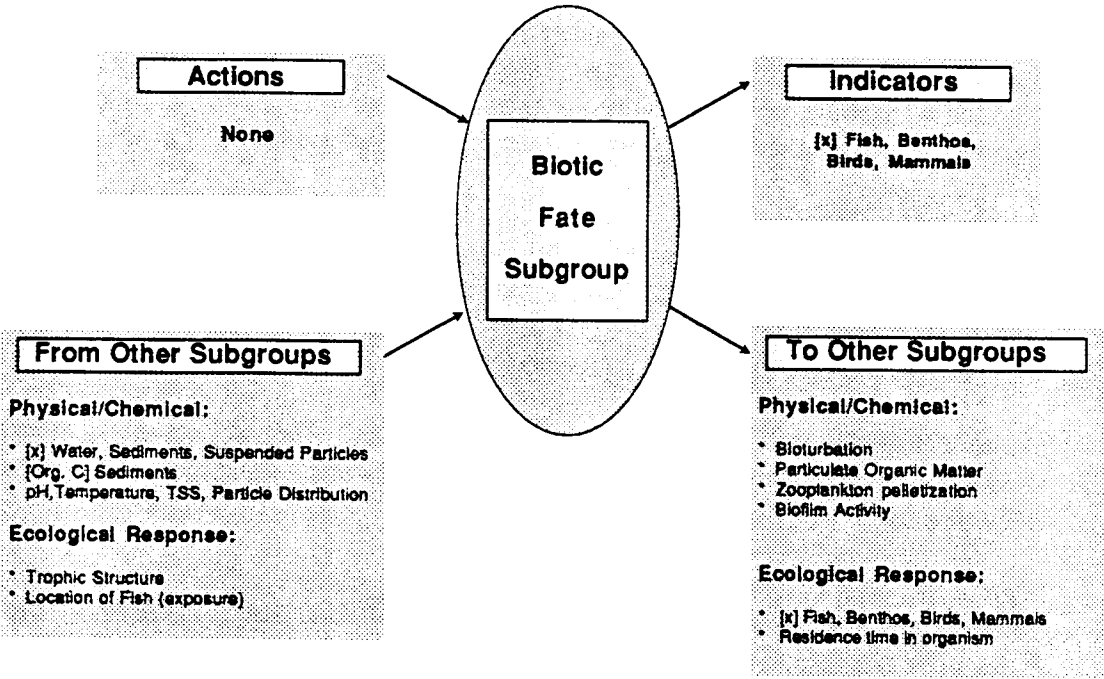 Actions
None
Biotic
Fate
Subgroup
Indicators
[x] Fish, Benthos,
Birds, Mammals
From Other Subgroups
Physical/Chemical:
* [x] Water, Sediments, Suspended Particles
* [Org. C] Sediments
* pH,Temperature, TSS, Particle Distribution
Ecological Response:
* Trophic Structure
* Location of Fish (exposure)
To Other Subgroups
Physical/Chemical:
* Bioturbation
* Particulate Organic Matter
* Zooplankton pelletization
* Biofilm Activity
Ecological Response:
* [x] Fish, Benthos, Birds, Mammals
* Residence time in organism